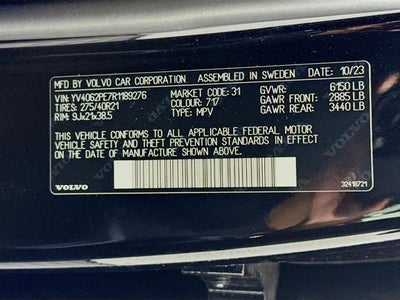 MFD. BY VOLVO CAR CORPORATION ASSEMBLED IN SWEDEN DATE: 10/23
VIN: YV4062PE7R1189276 MARKET CODE: 31 GVWR: 6150 LB
TIRES: 275/40R21 COLOUR: 717 GAWR FRONT: 2885 LB
RIM: 9Jx21x38.5 TYPE: MPV GAWR REAR: 3440 LB
THIS VEHICLE CONFORMS TO ALL APPLICABLE FEDERAL MOTOR
VEHICLE SAFETY AND THEFT PREVENTION STANDARDS IN EFFECT
ON THE DATE OF MANUFACTURE SHOWN ABOVE.
VOLVO 32418721